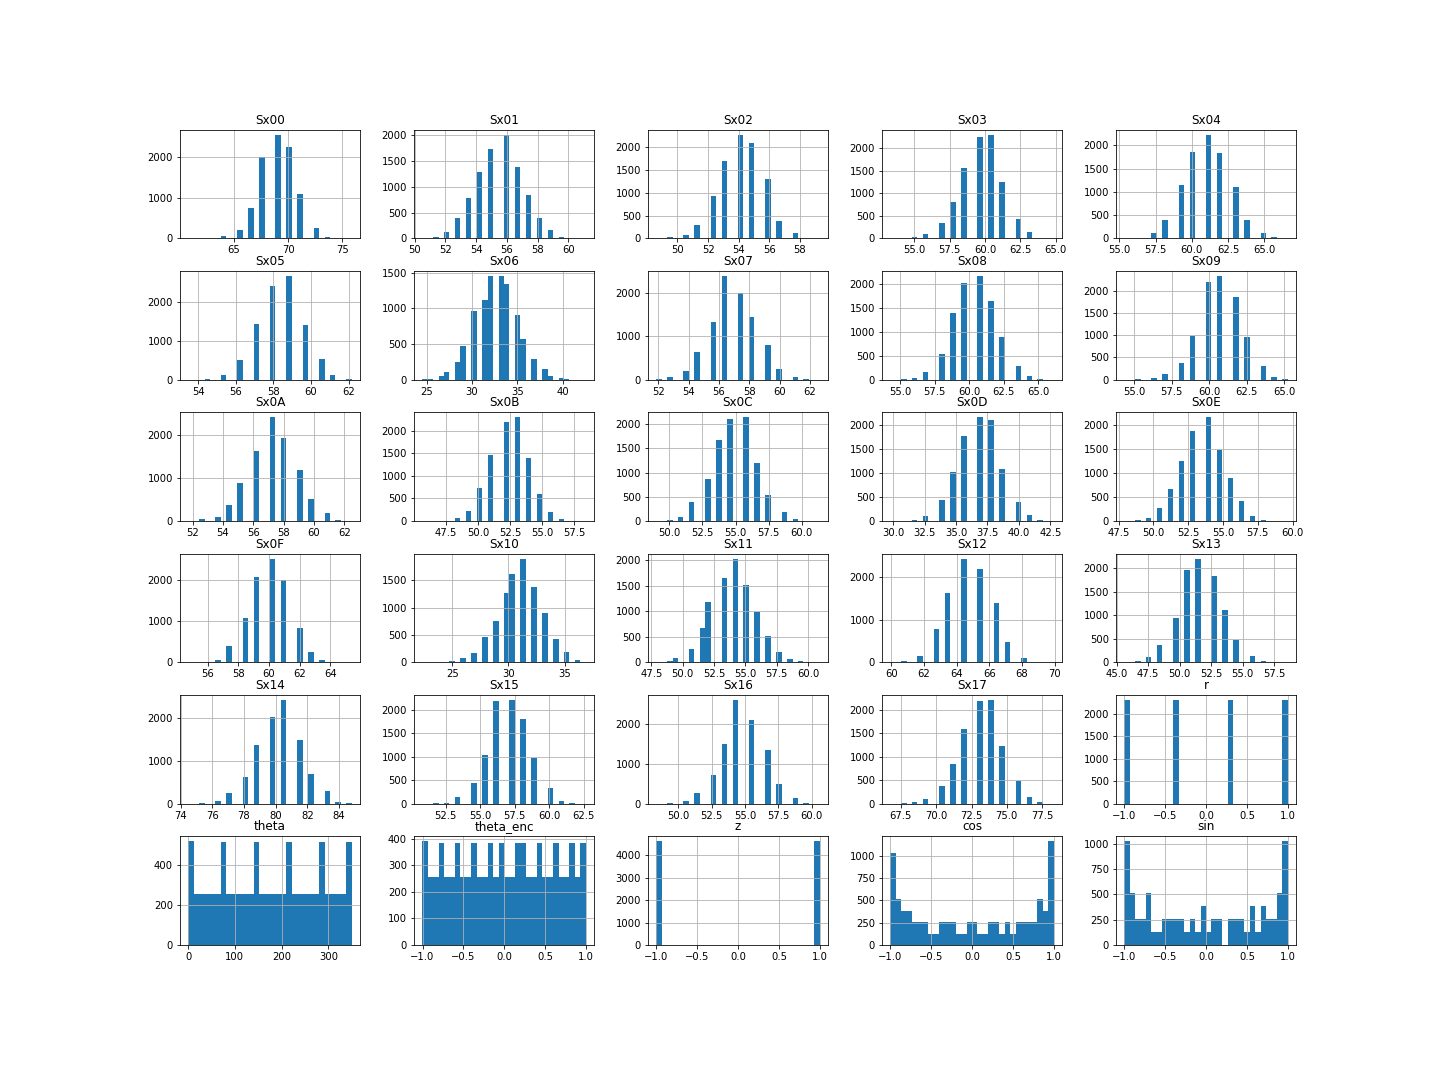 Sx00 Sx01 Sx02 Sx03 Sx04
2000 1000 0
65 70 75
2000 1500 1000 500 0
50 52 54 56 58 60
2000 1500 1000 500 0
50 52 54 56 58
2000 1500 1000 500 0
55.0 57.5 60.0 62.5 65.0
2000 1500 1000 500 0
55.0 57.5 60.0 62.5 65.0
Sx05 Sx06 Sx07 Sx08 Sx09
2000 1000 0
54 56 58 60 62
1500 1000 500 0
25 30 35 40
2000 1000 0
52 54 56 58 60 62
2000 1500 1000 500 0
55.0 57.5 60.0 62.5 65.0
2000 1500 1000 500 0
55.0 57.5 60.0 62.5 65.0
Sx0A Sx0B Sx0C Sx0D Sx0E
2000 1000 0
52 54 56 58 60 62
2000 1500 1000 500 0
47.5 50.0 52.5 55.0 57.5
2000 1500 1000 500 0
50.0 52.5 55.0 57.5 60.0
2000 1500 1000 500 0
30.0 32.5 35.0 37.5 40.0 42.5
2000 1500 1000 500 0
47.5 50.0 52.5 55.0 57.5 60.0
Sx0F Sx10 Sx11 Sx12 Sx13
2000 1000 0
56 58 60 62 64
1500 1000 500 0
25 30 35
2000 1500 1000 500 0
47.5 50.0 52.5 55.0 57.5 60.0
2000 1000 0
60 62 64 66 68 70
2000 1500 1000 500 0
45.0 47.5 50.0 52.5 55.0 57.5
Sx14 Sx15 Sx16 Sx17 r
2000 1000 0
74 76 78 80 82 84
2000 1500 1000 500 0
52.5 55.0 57.5 60.0 62.5
2000 1000 0
50.0 52.5 55.0 57.5 60.0
2000 1500 1000 500 0
67.5 70.0 72.5 75.0 77.5
2000 1500 1000 500 0
−1.0 −0.5 0.0 0.5 1.0
theta theta_enc z cos sin
400 200 0
0 100 200 300
400 300 200 100 0
−1.0 −0.5 0.0 0.5 1.0
4000 3000 2000 1000 0
−1.0 −0.5 0.0 0.5 1.0
1000 750 500 250 0
−1.0 −0.5 0.0 0.5 1.0
1000 750 500 250 0
−1.0 −0.5 0.0 0.5 1.0